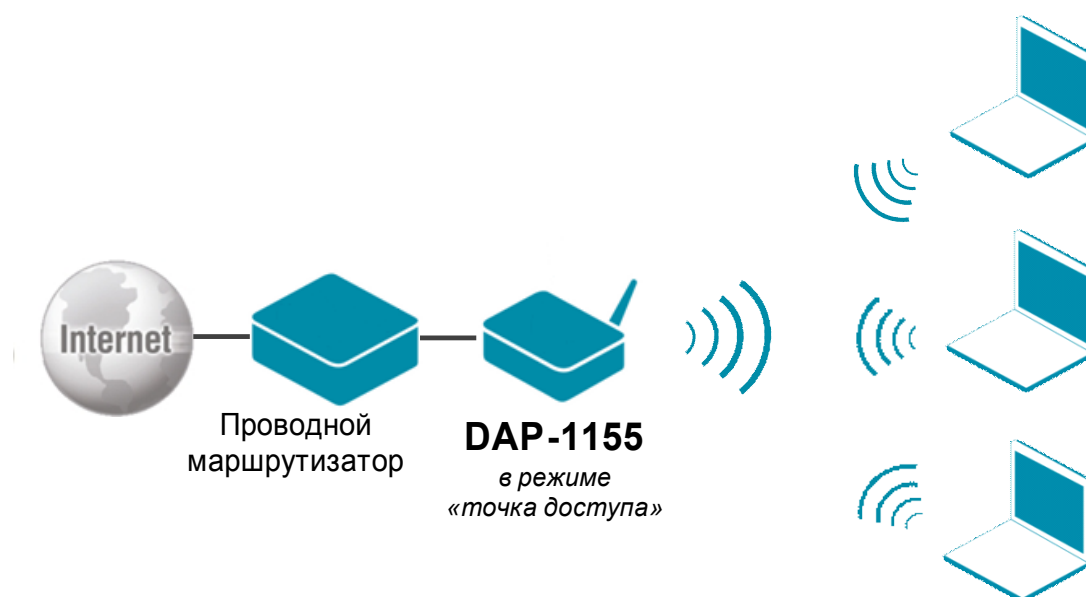 Internet
Проводной
маршрутизатор
DAP-1155
в режиме
«точка доступа»